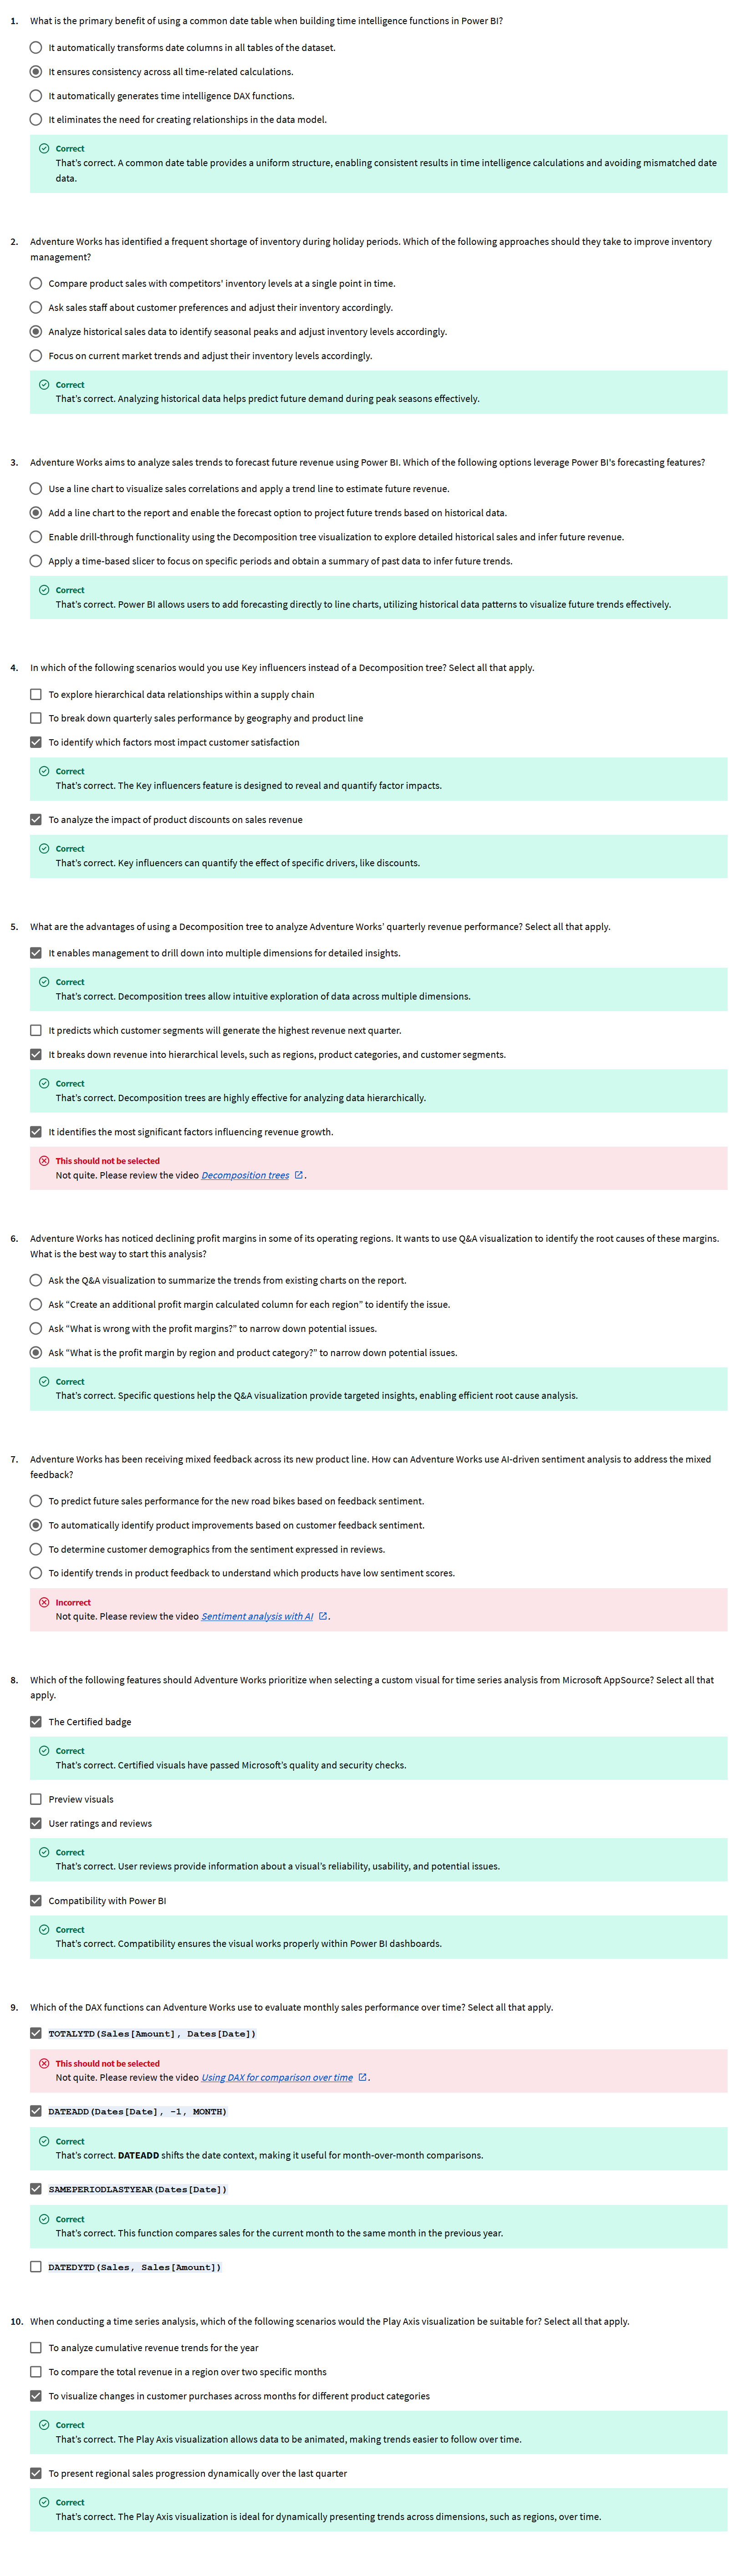 1. What is the primary benefit of using a common date table when building time intelligence functions in Power BI?
It automatically transforms date columns in all tables of the dataset.
It ensures consistency across all time-related calculations.
It automatically generates time intelligence DAX functions.
It eliminates the need for creating relationships in the data model.
Correct
That's correct. A common date table provides a uniform structure, enabling consistent results in time intelligence calculations and avoiding mismatched date
data.
2. Adventure Works has identified a frequent shortage of inventory during holiday periods. Which of the following approaches should they take to improve inventory
management?
Compare product sales with competitors' inventory levels at a single point in time.
Ask sales staff about customer preferences and adjust their inventory accordingly.
Analyze historical sales data to identify seasonal peaks and adjust inventory levels accordingly.
Focus on current market trends and adjust their inventory levels accordingly.
Correct
That's correct. Analyzing historical data helps predict future demand during peak seasons effectively.
3. Adventure Works aims to analyze sales trends to forecast future revenue using Power BI. Which of the following options leverage Power BI's forecasting features?
Use a line chart to visualize sales correlations and apply a trend line to estimate future revenue.
Add a line chart to the report and enable the forecast option to project future trends based on historical data.
Enable drill-through functionality using the Decomposition tree visualization to explore detailed historical sales and infer future revenue.
Apply a time-based slicer to focus on specific periods and obtain a summary of past data to infer future trends.
Correct
That's correct. Power BI allows users to add forecasting directly to line charts, utilizing historical data patterns to visualize future trends effectively.
4. In which of the following scenarios would you use Key influencers instead of a Decomposition tree? Select all that apply.
To explore hierarchical data relationships within a supply chain
To break down quarterly sales performance by geography and product line
To identify which factors most impact customer satisfaction
Correct
That's correct. The Key influencers feature is designed to reveal and quantify factor impacts.
To analyze the impact of product discounts on sales revenue
Correct
That's correct. Key influencers can quantify the effect of specific drivers, like discounts.
5. What are the advantages of using a Decomposition tree to analyze Adventure Works' quarterly revenue performance? Select all that apply.
It enables management to drill down into multiple dimensions for detailed insights.
Correct
That's correct. Decomposition trees allow intuitive exploration of data across multiple dimensions.
It predicts which customer segments will generate the highest revenue next quarter.
It breaks down revenue into hierarchical levels, such as regions, product categories, and customer segments.
Correct
That's correct. Decomposition trees are highly effective for analyzing data hierarchically.
It identifies the most significant factors influencing revenue growth.
This should not be selected
Not quite. Please review the video Decomposition trees.
6. Adventure Works has noticed declining profit margins in some of its operating regions. It wants to use Q&A visualization to identify the root causes of these margins.
What is the best way to start this analysis?
Ask the Q&A visualization to summarize the trends from existing charts on the report.
Ask "Create an additional profit margin calculated column for each region" to identify the issue.
Ask "What is wrong with the profit margins?" to narrow down potential issues.
Ask "What is the profit margin by region and product category?" to narrow down potential issues.
Correct
That's correct. Specific questions help the Q&A visualization provide targeted insights, enabling efficient root cause analysis.
7. Adventure Works has been receiving mixed feedback across its new product line. How can Adventure Works use AI-driven sentiment analysis to address the mixed
feedback?
To predict future sales performance for the new road bikes based on feedback sentiment.
To automatically identify product improvements based on customer feedback sentiment.
To determine customer demographics from the sentiment expressed in reviews.
To identify trends in product feedback to understand which products have low sentiment scores.
Incorrect
Not quite. Please review the video Sentiment analysis with AI.
8. Which of the following features should Adventure Works prioritize when selecting a custom visual for time series analysis from Microsoft AppSource? Select all that
apply.
The Certified badge
Correct
That's correct. Certified visuals have passed Microsoft's quality and security checks.
Preview visuals
User ratings and reviews
Correct
That's correct. User reviews provide information about a visual's reliability, usability, and potential issues.
Compatibility with Power BI
Correct
That's correct. Compatibility ensures the visual works properly within Power BI dashboards.
9. Which of the DAX functions can Adventure Works use to evaluate monthly sales performance over time? Select all that apply.
TOTALYTD(Sales[Amount], Dates[Date])
This should not be selected
Not quite. Please review the video Using DAX for comparison over time.
DATEADD(Dates[Date], -1, MONTH)
Correct
That's correct. DATEADD shifts the date context, making it useful for month-over-month comparisons.
SAMEPERIODLASTYEAR(Dates[Date])
Correct
That's correct. This function compares sales for the current month to the same month in the previous year.
DATEDYTD(Sales, Sales[Amount])
10. When conducting a time series analysis, which of the following scenarios would the Play Axis visualization be suitable for? Select all that apply.
To analyze cumulative revenue trends for the year
To compare the total revenue in a region over two specific months
To visualize changes in customer purchases across months for different product categories
Correct
That's correct. The Play Axis visualization allows data to be animated, making trends easier to follow over time.
To present regional sales progression dynamically over the last quarter
Correct
That's correct. The Play Axis visualization is ideal for dynamically presenting trends across dimensions, such as regions, over time.